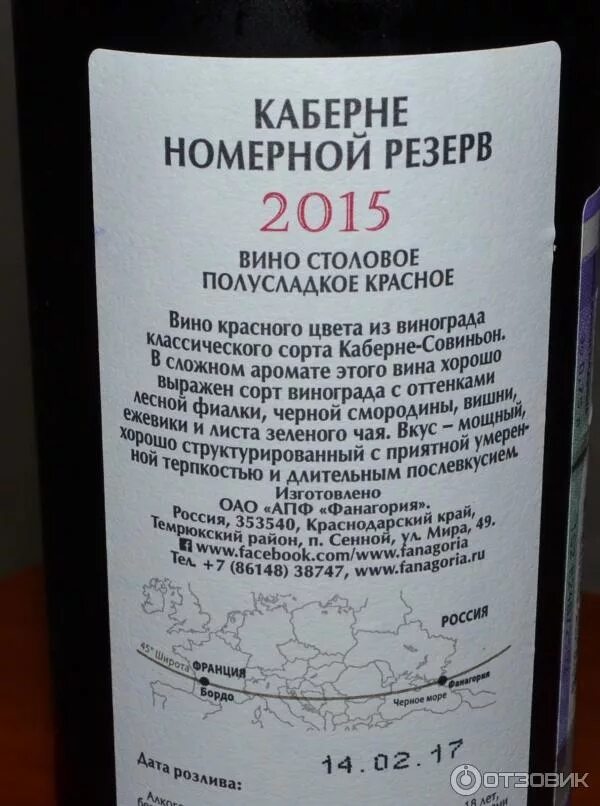 КАБЕРНЕ
НОМЕРНОЙ РЕЗЕРВ
2015
ВИНО СТОЛОВОЕ
ПОЛУСЛАДКОЕ КРАСНОЕ
Вино красного цвета из винограда
классического сорта Каберне-Совиньон.
В сложном аромате этого вина хорошо
выражен сорт винограда с оттенками
лесной фиалки, черной смородины, вишни,
ежевики и листа зеленого чая. Вкус – мощный,
хорошо структурированный с приятной умерен-
ной терпкостью и длительным послевкусием.
Изготовлено
ОАО «АПФ «Фанагория».
Россия, 353540, Краснодарский край,
Темрюкский район, п. Сенной, ул. Мира, 49.
www.facebook.com/www.fanagoria
Тел. +7 (86148) 38747, www.fanagoria.ru
РОССИЯ
45° Широта
ФРАНЦИЯ
Бордо
Фанагория
Черное море
Дата розлива: 14.02.17
18 лет,
ОТЗОВИК